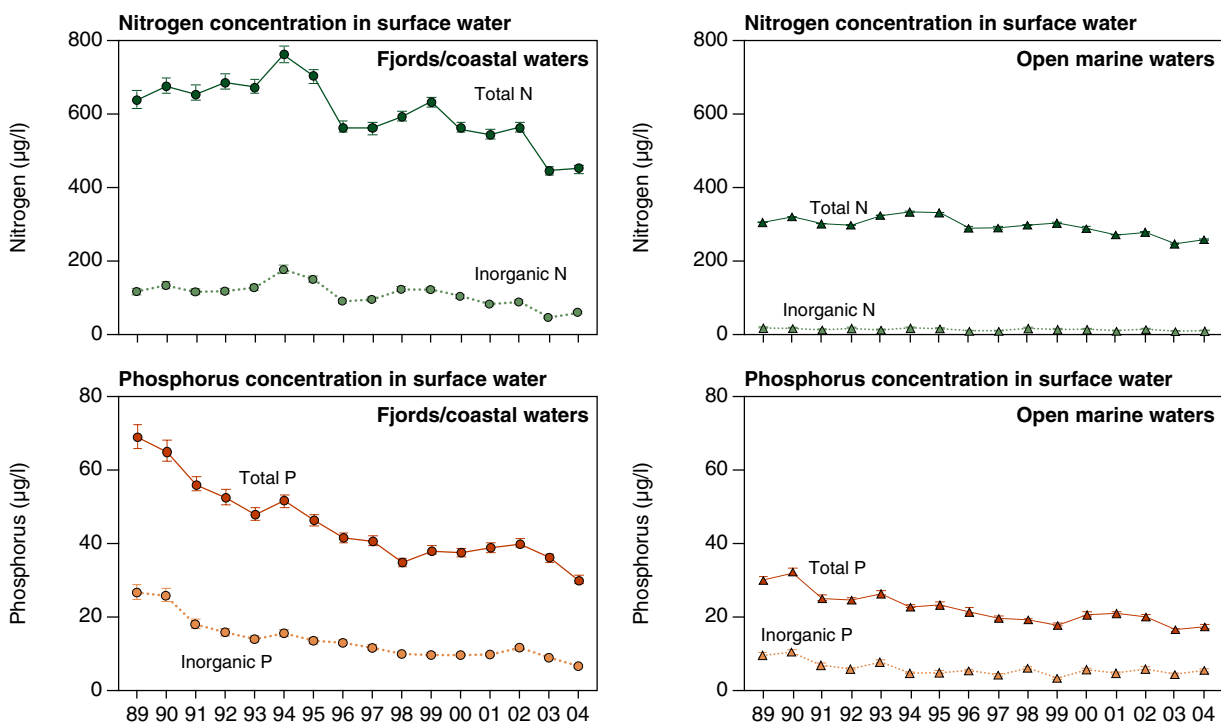 Nitrogen concentration in surface water
Fjords/coastal waters
Nitrogen (µg/l)
800
600
400
200
0
Total N
Inorganic N
Nitrogen concentration in surface water
Open marine waters
Nitrogen (µg/l)
800
600
400
200
0
Total N
Inorganic N
Phosphorus concentration in surface water
Fjords/coastal waters
Phosphorus (µg/l)
80
60
40
20
0
Total P
Inorganic P
89 90 91 92 93 94 95 96 97 98 99 00 01 02 03 04
Phosphorus concentration in surface water
Open marine waters
Phosphorus (µg/l)
80
60
40
20
0
Total P
Inorganic P
89 90 91 92 93 94 95 96 97 98 99 00 01 02 03 04